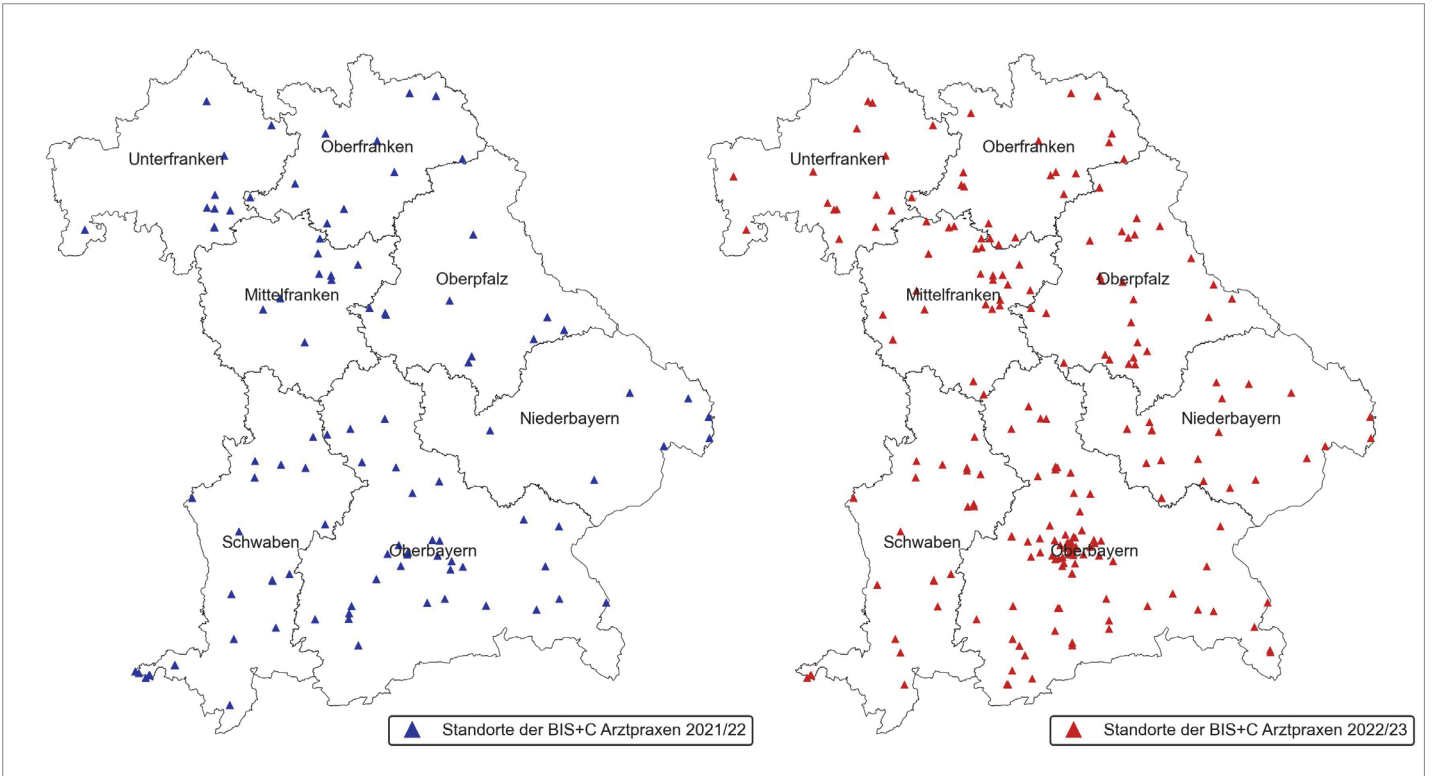 Unterfranken
Oberfranken
Mittelfranken
Oberpfalz
Niederbayern
Schwaben
Oberbayern
Standorte der BIS+C Arztpraxen 2021/22
Unterfranken
Oberfranken
Mittelfranken
Oberpfalz
Niederbayern
Schwaben
Oberbayern
Standorte der BIS+C Arztpraxen 2022/23